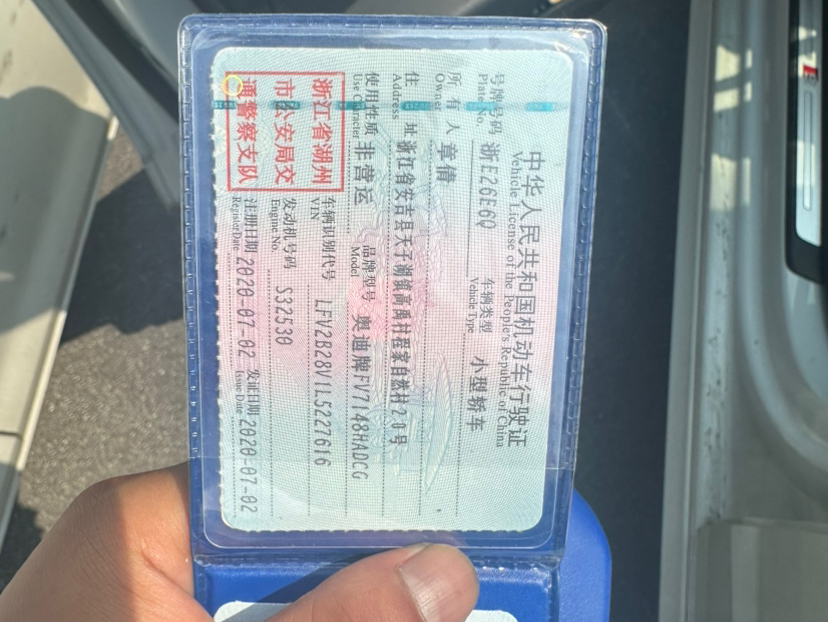 中华人民共和国机动车行驶证
Vehicle License of the People's Republic of China
号牌号码 浙E26E6Q 车辆类型 小型轿车
Plate No. Vehicle Type
所有人 章倩
Owner
住址 浙江省安吉县天子湖镇高禹村程家自然村20号
Address
使用性质 非营运 品牌型号 奥迪牌FV7148HADCG
Use Character Model
浙江省湖州
市公安局交
通警察支队
车辆识别代号 LFV2B28V1L5227616
VIN
发动机号码 S32530
Engine No.
注册日期 2020-07-02 发证日期 2020-07-02
Register Date Issue Date